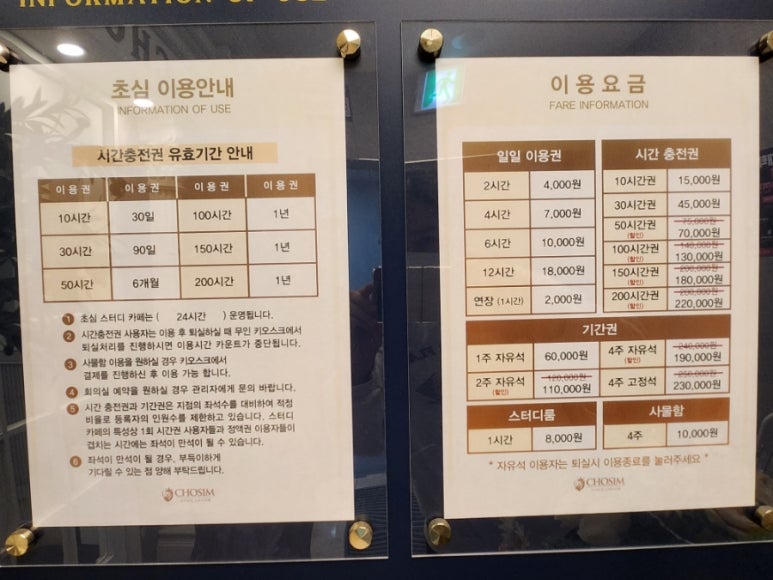 INFORMATION OF USE
초심 이용안내
INFORMATION OF USE
시간충전권 유효기간 안내
이용권 이용권 이용권 이용권
10시간 30일 100시간 1년
30시간 90일 150시간 1년
50시간 6개월 200시간 1년
1 초심 스터디 카페는 ( 24시간 ) 운영됩니다.
2 시간충전권 사용자는 이용 후 퇴실하실 때 무인 키오스크에서
퇴실처리를 진행하시면 이용시간 카운트가 중단됩니다.
3 사물함 이용을 원하실 경우 키오스크에서
결제를 진행하신 후 이용 가능 합니다.
4 회의실 예약을 원하실 경우 관리자에게 문의 바랍니다.
5 시간 충전권과 기간권은 지점의 좌석수를 대비하여 적정
비율로 등록자의 인원수를 제한하고 있습니다. 스터디
카페의 특성상 1회 시간권 사용자들과 정액권 이용자들이
겹치는 시간에는 좌석이 만석이 될 수 있습니다.
6 좌석이 만석이 될 경우, 부득이하게
기다릴 수 있는 점 양해 부탁드립니다.
CHOSIM
이용요금
FARE INFORMATION
일일 이용권
2시간 4,000원
4시간 7,000원
6시간 10,000원
12시간 18,000원
연장 (1시간) 2,000원
시간 충전권
10시간권 15,000원
30시간권 45,000원
50시간권 75,000원
(할인) 70,000원
100시간권 140,000원
(할인) 130,000원
150시간권 200,000원
(할인) 180,000원
200시간권
(할인) 220,000원
기간권
1주 자유석 60,000원
2주 자유석 120,000원
(할인) 110,000원
4주 자유석 240,000원
(할인) 190,000원
4주 고정석 250,000원
230,000원
스터디룸
1시간 8,000원
사물함
4주 10,000원
* 자유석 이용자는 퇴실시 이용종료를 눌러주세요 *
CHOSIM